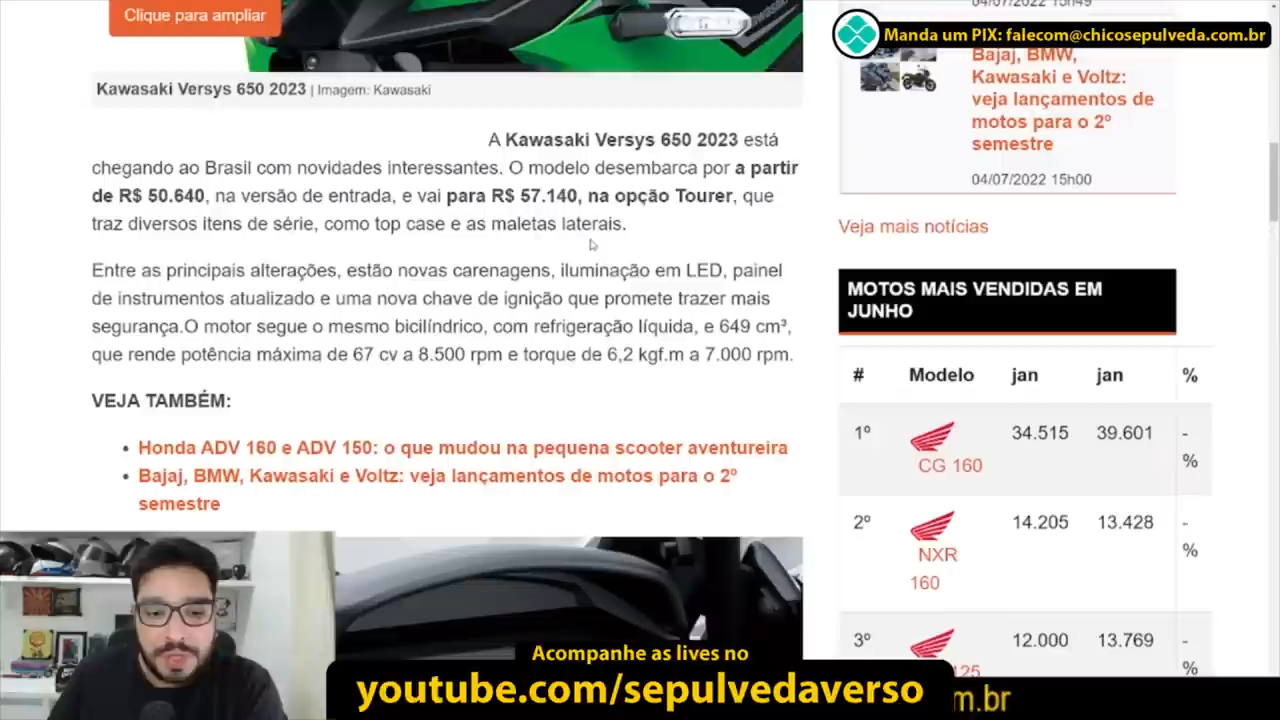 Clique para ampliar
Kawasaki Versys 650 2023 | Imagem: Kawasaki
A Kawasaki Versys 650 2023 está
chegando ao Brasil com novidades interessantes. O modelo desembarca por a partir
de R$ 50.640, na versão de entrada, e vai para R$ 57.140, na opção Tourer, que
traz diversos itens de série, como top case e as maletas laterais.
Entre as principais alterações, estão novas carenagens, iluminação em LED, painel
de instrumentos atualizado e uma nova chave de ignição que promete trazer mais
segurança.O motor segue o mesmo bicilíndrico, com refrigeração líquida, e 649 cm³,
que rende potência máxima de 67 cv a 8.500 rpm e torque de 6,2 kgf.m a 7.000 rpm.
VEJA TAMBÉM:
• Honda ADV 160 e ADV 150: o que mudou na pequena scooter aventureira
• Bajaj, BMW, Kawasaki e Voltz: veja lançamentos de motos para o 2º
semestre
04/07/2022 15h49
Manda um PIX: falecom@chicosepulveda.com.br
Bajaj, BMW,
Kawasaki e Voltz:
veja lançamentos de
motos para o 2º
semestre
04/07/2022 15h00
Veja mais notícias
MOTOS MAIS VENDIDAS EM
JUNHO
# Modelo jan jan %
1º CG 160 34.515 39.601 - %
2º NXR 160 14.205 13.428 - %
3º 125 12.000 13.769 - %
Acompanhe as lives no
youtube.com/sepulvedaverso
m.br